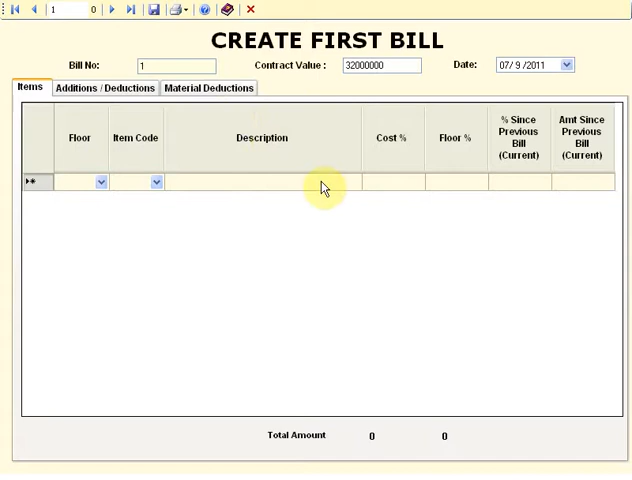 1 0
CREATE FIRST BILL
Bill No: 1 Contract Value : 32000000 Date: 07/ 9 /2011
Items Additions / Deductions Material Deductions
Floor Item Code Description Cost % Floor % % Since Previous Bill (Current) Amt Since Previous Bill (Current)
Total Amount 0 0